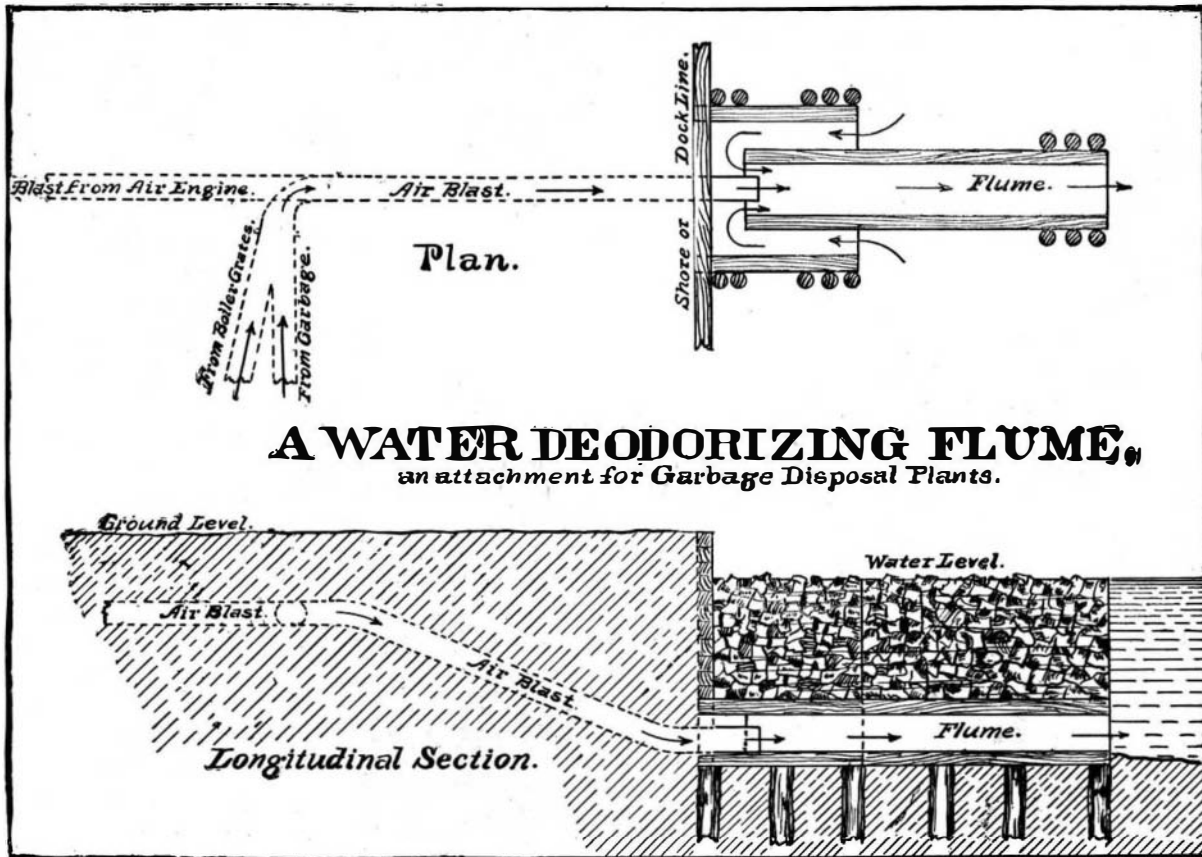 Shore or Dock Line.
Blast from Air Engine.
Air Blast.
Flume.
Plan.
From Boiler Grates.
From Garbage.
A WATER DEODORIZING FLUME,
an attachment for Garbage Disposal Plants.
Ground Level.
Water Level.
Air Blast.
Air Blast.
Flume.
Longitudinal Section.